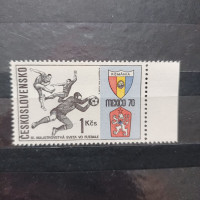 ČESKOSLOVENSKO
MEXICO 70
1 Kčs
IX. MAJSTROVSTVÁ SVETA VO FUTBALE